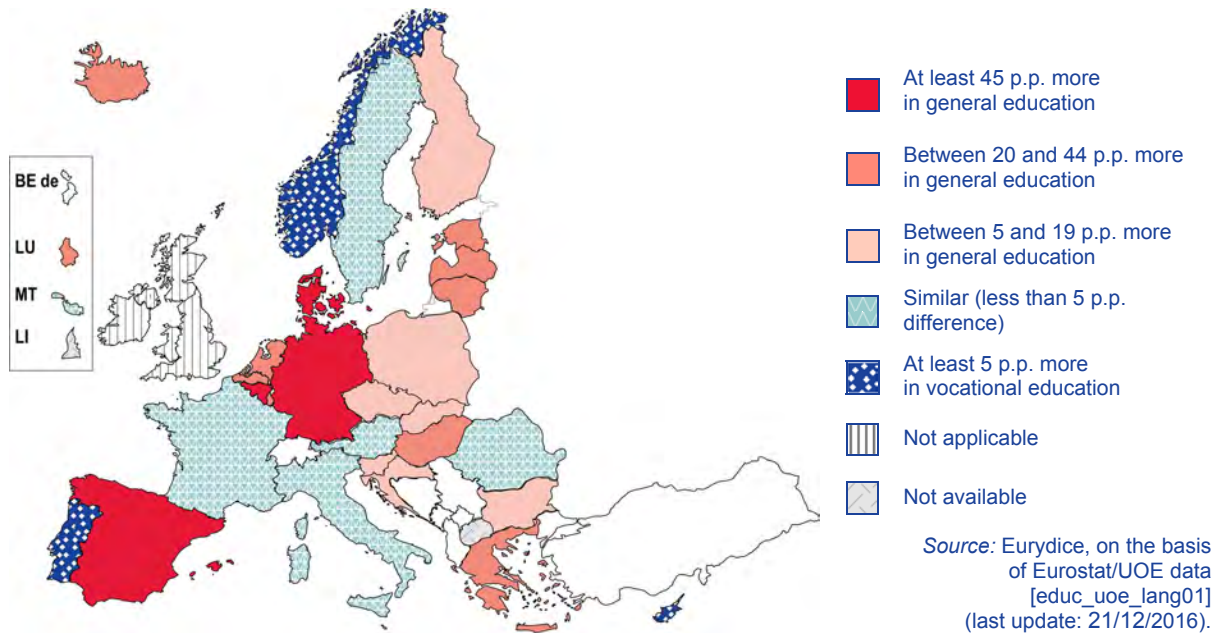 BE de
LU
MT
LI
At least 45 p.p. more
in general education
Between 20 and 44 p.p. more
in general education
Between 5 and 19 p.p. more
in general education
Similar (less than 5 p.p.
difference)
At least 5 p.p. more
in vocational education
Not applicable
Not available
Source: Eurydice, on the basis
of Eurostat/UOE data
[educ_uoe_lang01]
(last update: 21/12/2016).